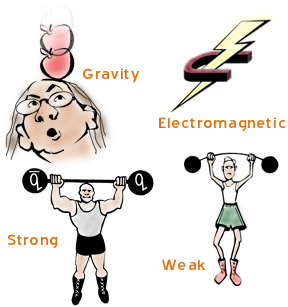 Gravity
Electromagnetic
q̅ q
Strong
Weak